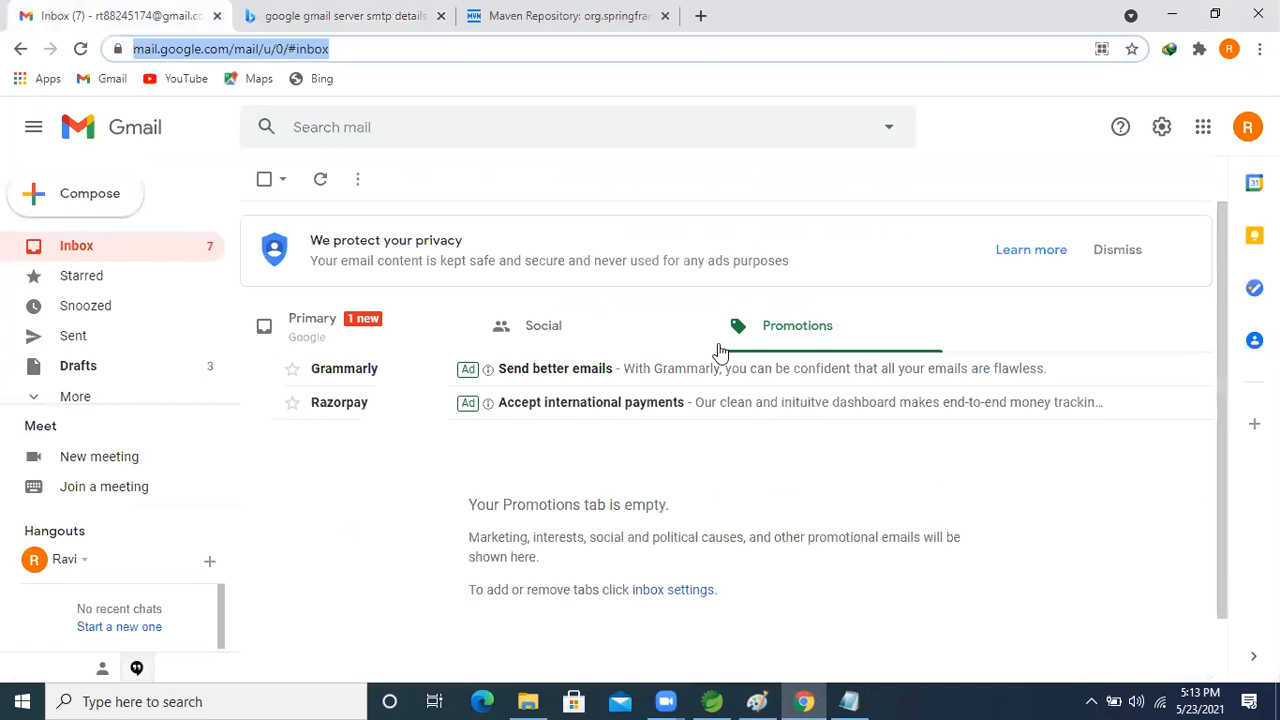 Inbox (7) - rt88245174@gmail.cc
google gmail server smtp details
Maven Repository: org.springfran
mail.google.com/mail/u/0/#inbox
R
Apps
Gmail
YouTube
Maps
Bing
Gmail
Search mail
R
Compose
Inbox
7
Starred
Snoozed
Sent
Drafts
3
More
Meet
New meeting
Join a meeting
Hangouts
R
Ravi
No recent chats
Start a new one
We protect your privacy
Your email content is kept safe and secure and never used for any ads purposes
Learn more
Dismiss
Primary
1 new
Google
Social
Promotions
Grammarly
Ad
Send better emails - With Grammarly, you can be confident that all your emails are flawless.
Razorpay
Ad
Accept international payments - Our clean and inituitve dashboard makes end-to-end money trackin...
Your Promotions tab is empty.
Marketing, interests, social and political causes, and other promotional emails will be
shown here.
To add or remove tabs click inbox settings.
31
Type here to search
5:13 PM
5/23/2021